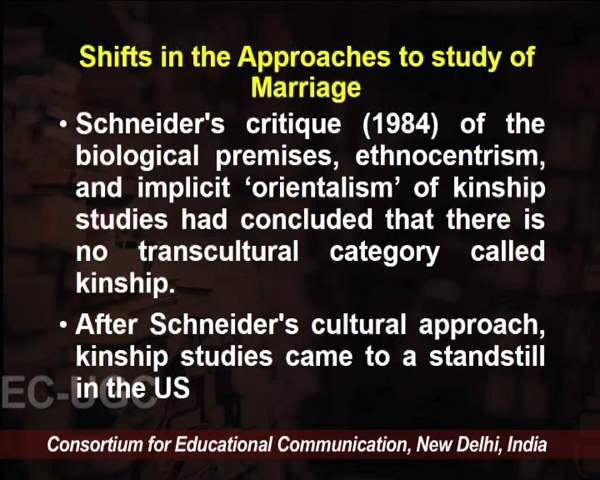 Shifts in the Approaches to study of
Marriage
• Schneider's critique (1984) of the
biological premises, ethnocentrism,
and implicit ‘orientalism’ of kinship
studies had concluded that there is
no transcultural category called
kinship.
• After Schneider's cultural approach,
kinship studies came to a standstill
in the US
EC-UGC
Consortium for Educational Communication, New Delhi, India